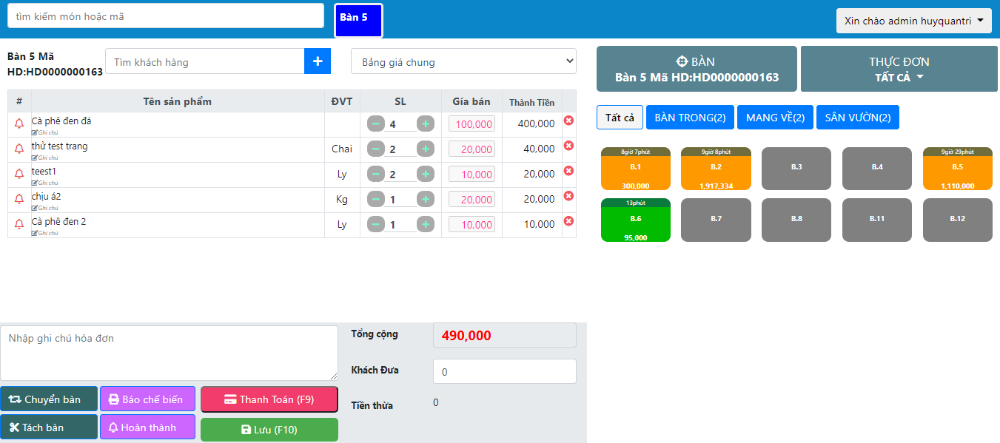 tìm kiếm món hoặc mã
Bàn 5
Xin chào admin huyquantri
Bàn 5 Mã
HD:HD0000000163
Tìm khách hàng
+
Bảng giá chung
# Tên sản phẩm ĐVT SL Gía bán Thành Tiền
Cà phê đen đá 4 100,000 400,000
Ghi chú
thử test trang Chai 2 20,000 40,000
Ghi chú
teest1 Ly 2 10,000 20,000
Ghi chú
chịu á2 Kg 1 20,000 20,000
Ghi chú
Cà phê đen 2 Ly 1 10,000 10,000
Ghi chú
Nhập ghi chú hóa đơn
Tổng cộng 490,000
Khách Đưa 0
Tiền thừa 0
Chuyển bàn
Báo chế biến
Thanh Toán (F9)
Tách bàn
Hoàn thành
Lưu (F10)
BÀN
Bàn 5 Mã HD:HD0000000163
THỰC ĐƠN
TẤT CẢ
Tất cả
BÀN TRONG(2)
MANG VỀ(2)
SÂN VƯỜN(2)
8giờ 7phút
B.1
300,000
9giờ 8phút
B.2
1,917,334
B.3
B.4
9giờ 29phút
B.5
1,110,000
13phút
B.6
95,000
B.7
B.8
B.11
B.12